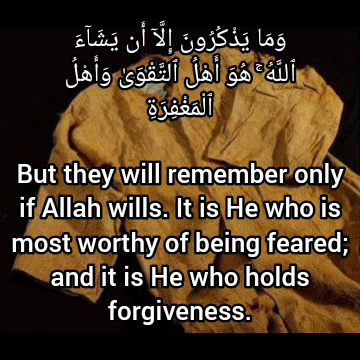 وَمَا يَذْكُرُونَ إِلَّآ أَن يَشَآءَ
ٱللَّهُ ۚ هُوَ أَهْلُ ٱلتَّقْوَىٰ وَأَهْلُ
ٱلْمَغْفِرَةِ
But they will remember only
if Allah wills. It is He who is
most worthy of being feared;
and it is He who holds
forgiveness.